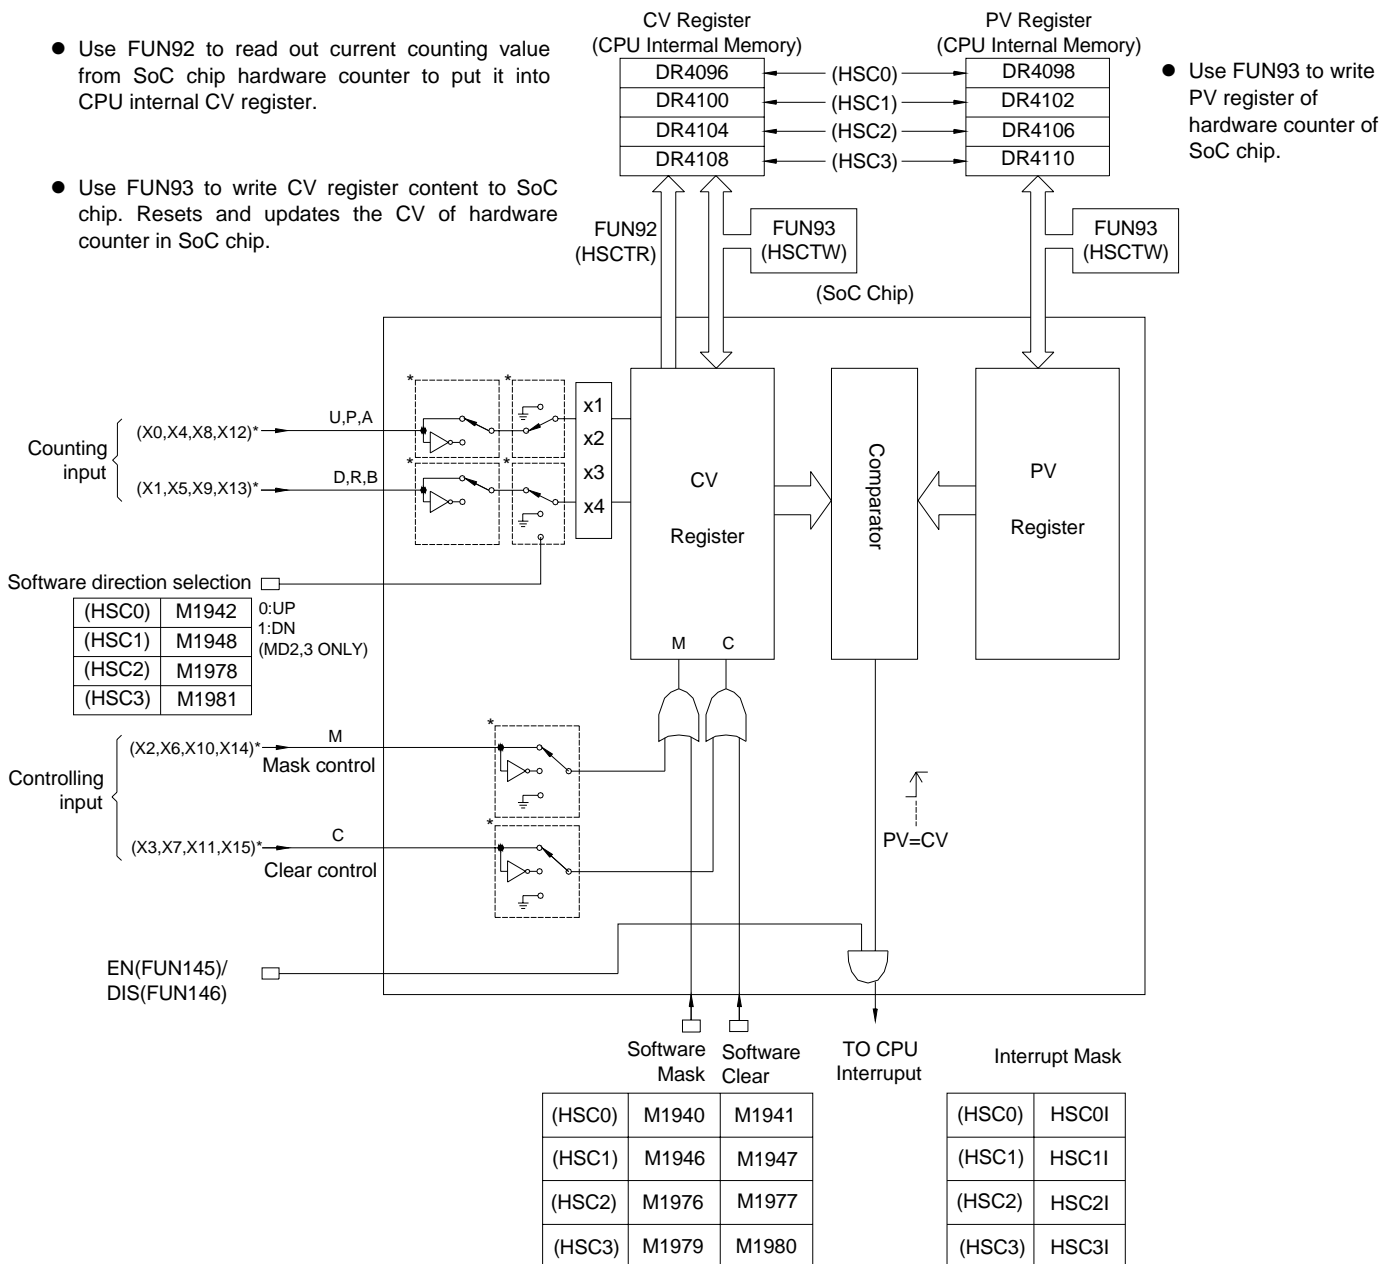 CV Register
(CPU Intermal Memory)
PV Register
(CPU Internal Memory)
● Use FUN92 to read out current counting value
from SoC chip hardware counter to put it into
CPU internal CV register.
● Use FUN93 to write CV register content to SoC
chip. Resets and updates the CV of hardware
counter in SoC chip.
DR4096
(HSC0)
DR4098
DR4100
(HSC1)
DR4102
DR4104
(HSC2)
DR4106
DR4108
(HSC3)
DR4110
● Use FUN93 to write
PV register of
hardware counter of
SoC chip.
FUN92
(HSCTR)
FUN93
(HSCTW)
FUN93
(HSCTW)
(SoC Chip)
Counting
input
(X0,X4,X8,X12)*
U,P,A
(X1,X5,X9,X13)*
D,R,B
*
*
*
*
x1
x2
x3
x4
CV
Register
M
C
Comparator
PV
Register
Software direction selection
(HSC0) M1942
(HSC1) M1948
(HSC2) M1978
(HSC3) M1981
0:UP
1:DN
(MD2,3 ONLY)
Controlling
input
(X2,X6,X10,X14)*
M
Mask control
*
(X3,X7,X11,X15)*
C
Clear control
*
PV=CV
EN(FUN145)/
DIS(FUN146)
Software
Mask
Software
Clear
TO CPU
Interruput
Interrupt Mask
(HSC0) M1940 M1941
(HSC1) M1946 M1947
(HSC2) M1976 M1977
(HSC3) M1979 M1980
(HSC0) HSC0I
(HSC1) HSC1I
(HSC2) HSC2I
(HSC3) HSC3I